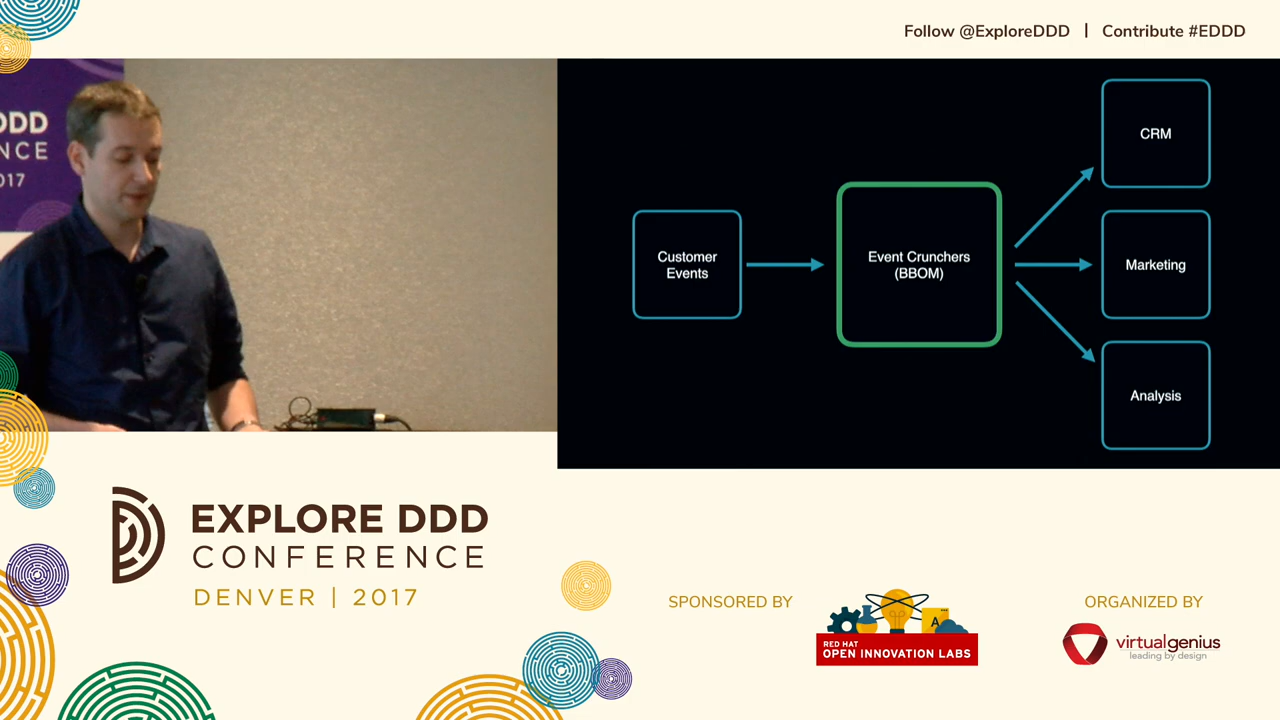 Follow @ExploreDDD | Contribute #EDDD
DDD
NCE
017
CRM
Customer
Events
Event Crunchers
(BBOM)
Marketing
Analysis
EXPLORE DDD
CONFERENCE
DENVER | 2017
SPONSORED BY
A
RED HAT
OPEN INNOVATION LABS
ORGANIZED BY
virtualgenius
leading by design